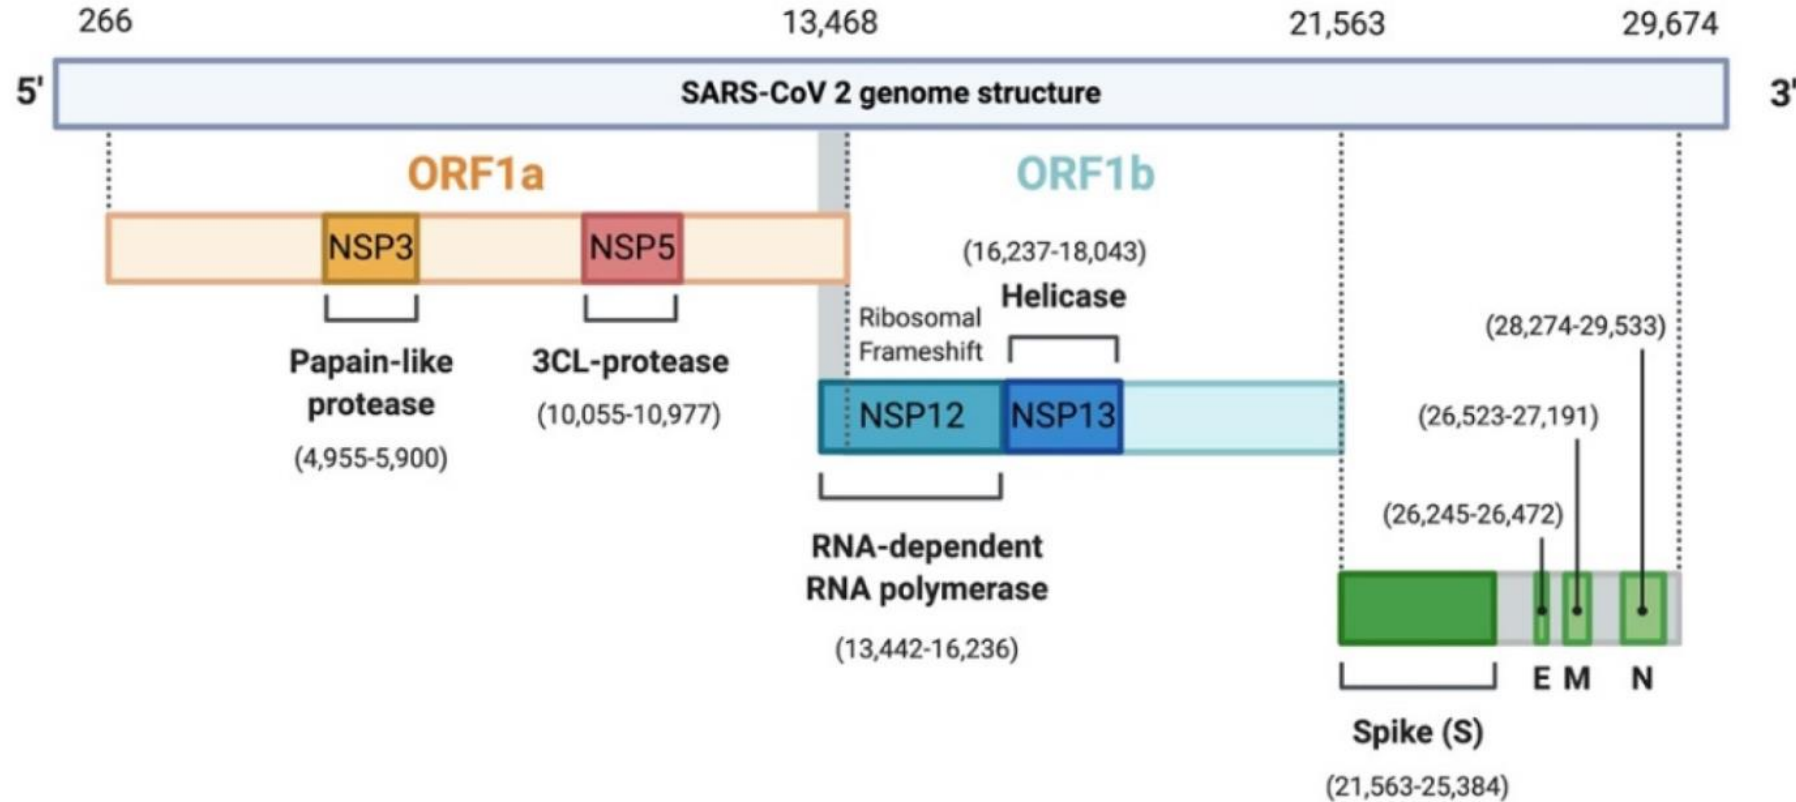 266
13,468
21,563
29,674
5'
SARS-CoV 2 genome structure
3'
ORF1a
ORF1b
NSP3
NSP5
(16,237-18,043)
Helicase
Ribosomal
Frameshift
Papain-like
protease
(4,955-5,900)
3CL-protease
(10,055-10,977)
NSP12
NSP13
RNA-dependent
RNA polymerase
(13,442-16,236)
(28,274-29,533)
(26,523-27,191)
(26,245-26,472)
E
M
N
Spike (S)
(21,563-25,384)